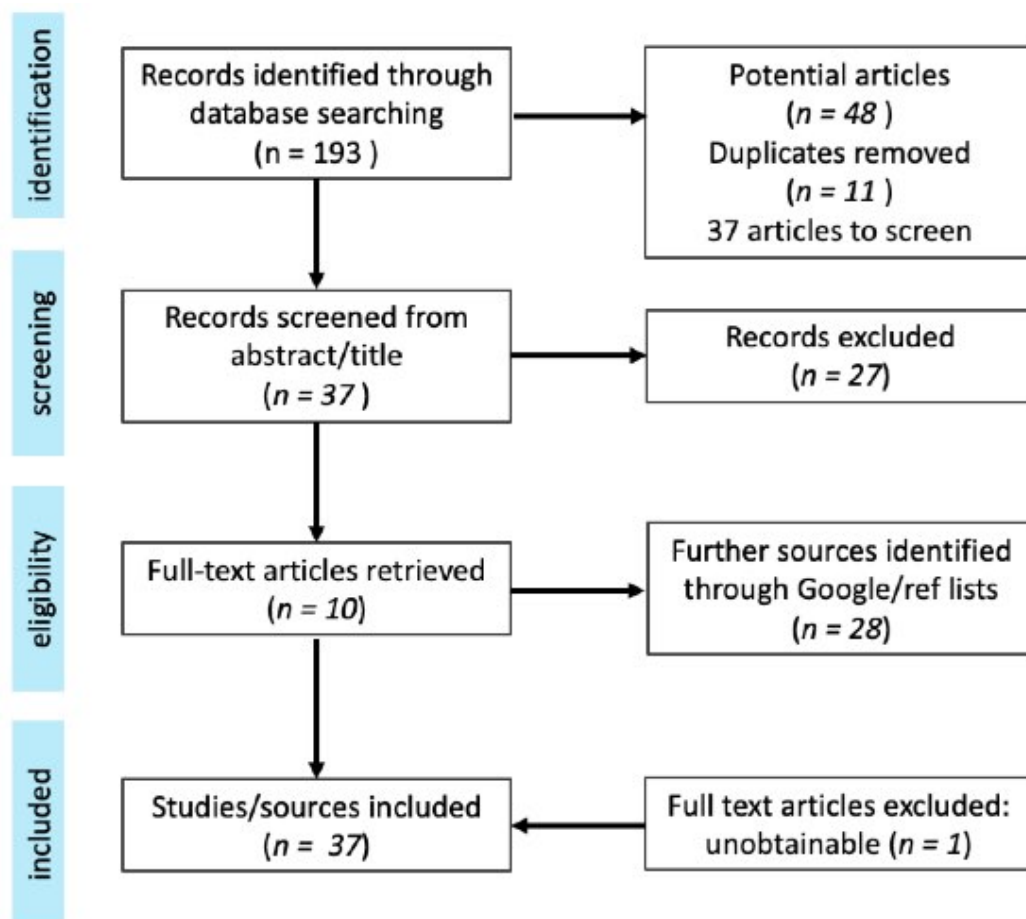 identification
Records identified through
database searching
(n = 193 )
Potential articles
(n = 48 )
Duplicates removed
(n = 11 )
37 articles to screen
screening
Records screened from
abstract/title
(n = 37 )
Records excluded
(n = 27)
eligibility
Full-text articles retrieved
(n = 10)
Further sources identified
through Google/ref lists
(n = 28)
included
Studies/sources included
(n = 37)
Full text articles excluded:
unobtainable (n = 1)